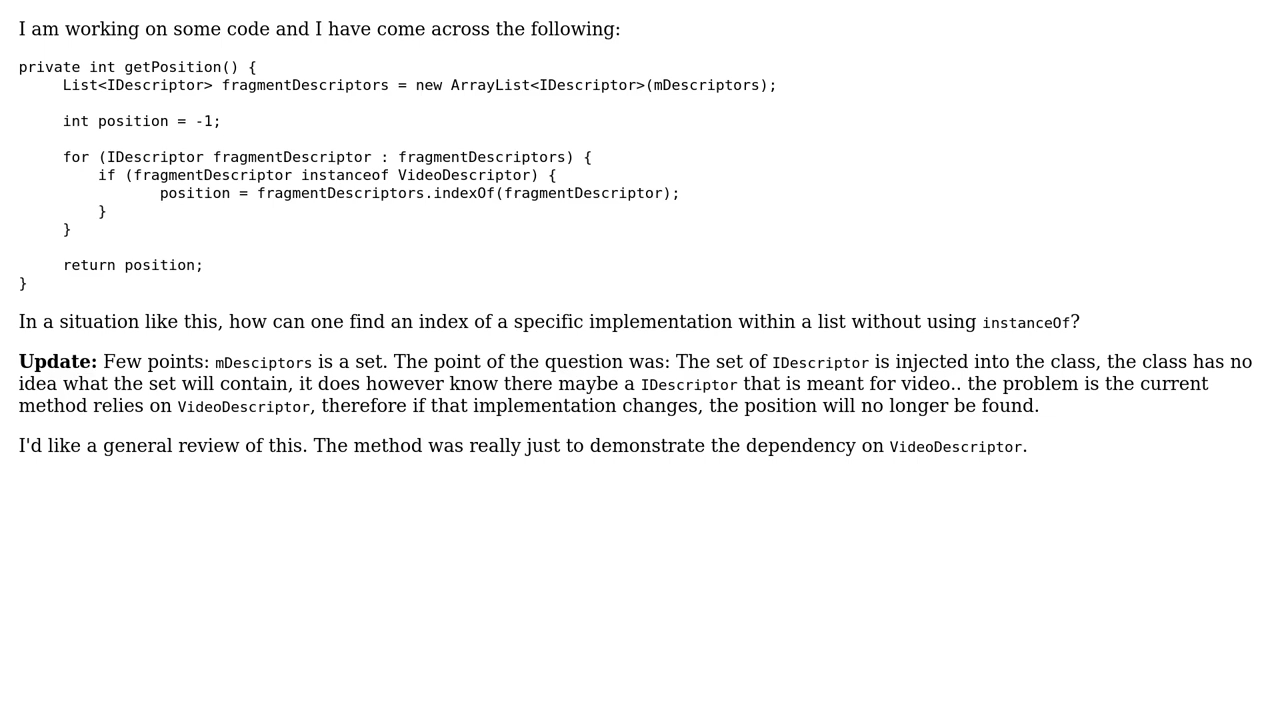 I am working on some code and I have come across the following:
private int getPosition() {
     List<IDescriptor> fragmentDescriptors = new ArrayList<IDescriptor>(mDescriptors);
     int position = -1;
     for (IDescriptor fragmentDescriptor : fragmentDescriptors) {
         if (fragmentDescriptor instanceof VideoDescriptor) {
                position = fragmentDescriptors.indexOf(fragmentDescriptor);
         }
     }
     return position;
}
In a situation like this, how can one find an index of a specific implementation within a list without using instanceOf?
Update: Few points: mDesciptors is a set. The point of the question was: The set of IDescriptor is injected into the class, the class has no
idea what the set will contain, it does however know there maybe a IDescriptor that is meant for video.. the problem is the current
method relies on VideoDescriptor, therefore if that implementation changes, the position will no longer be found.
I'd like a general review of this. The method was really just to demonstrate the dependency on VideoDescriptor.